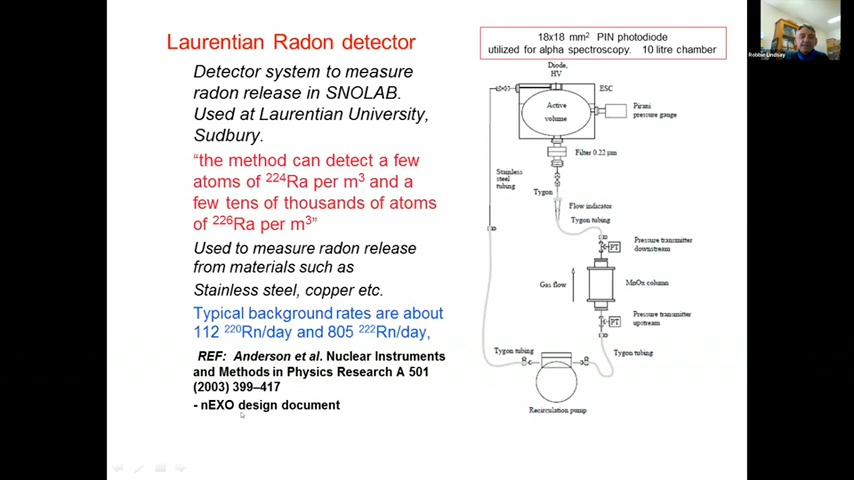 Laurentian Radon detector
Detector system to measure
radon release in SNOLAB.
Used at Laurentian University,
Sudbury.
“the method can detect a few
atoms of ²²⁴Ra per m³ and a
few tens of thousands of atoms
of ²²⁶Ra per m³”
Used to measure radon release
from materials such as
Stainless steel, copper etc.
Typical background rates are about
112 ²²⁰Rn/day and 805 ²²²Rn/day,
REF: Anderson et al. Nuclear Instruments
and Methods in Physics Research A 501
(2003) 399–417
- nEXO design document
18x18 mm² PIN photodiode
utilized for alpha spectroscopy. 10 litre chamber
Diode,
HV
ESC
Active
volume
Pirani
pressure gauge
Filter 0.22 μm
Stainless
steel
tubing
Tygon
Flow indicator
Tygon tubing
PT
Pressure transmitter
downstream
Gas flow
MnOx column
PT
Pressure transmitter
upstream
Tygon tubing
Tygon tubing
Recirculation pump
Robbie Lindsay